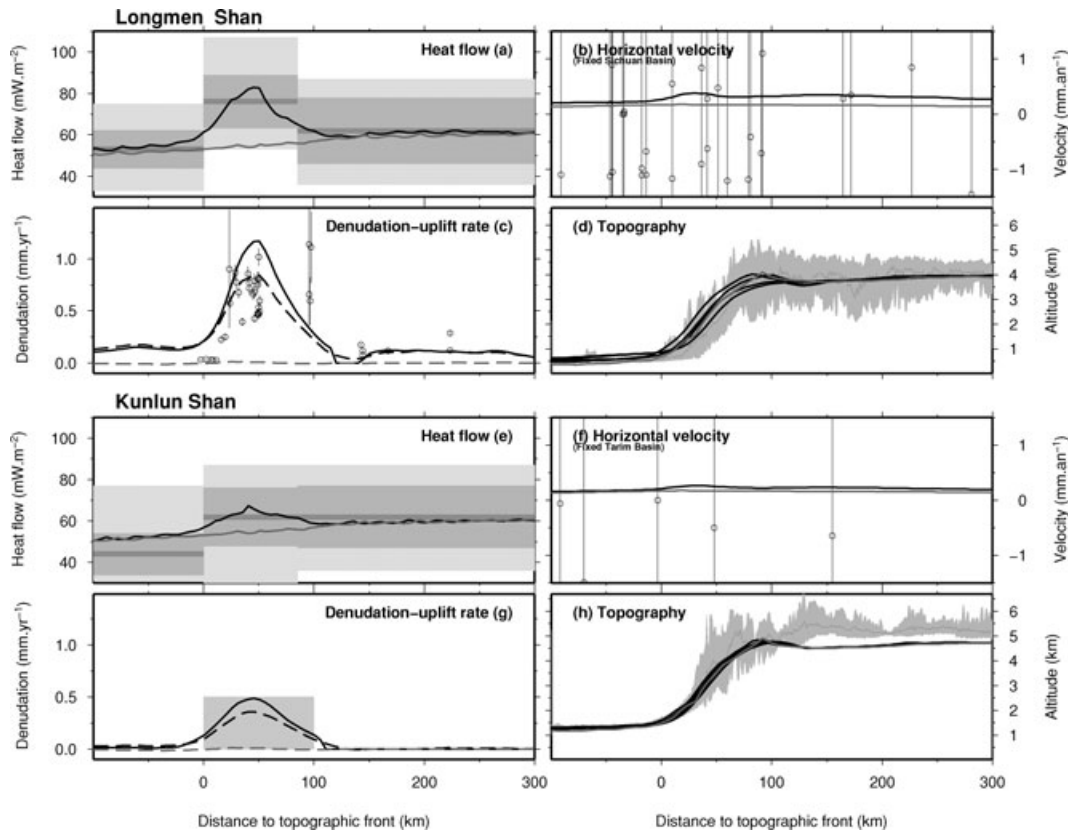 Longmen Shan
Heat flow (mW.m−2)
100
80
60
40
Heat flow (a)
(b) Horizontal velocity
(Fixed Sichuan Basin)
1
0
−1
Velocity (mm.an−1)
Denudation (mm.yr−1)
1.0
0.5
0.0
Denudation−uplift rate (c)
(d) Topography
6
5
4
3
2
1
Altitude (km)
Kunlun Shan
Heat flow (mW.m−2)
100
80
60
40
Heat flow (e)
(f) Horizontal velocity
(Fixed Tarim Basin)
1
0
−1
Velocity (mm.an−1)
Denudation (mm.yr−1)
1.0
0.5
0.0
Denudation−uplift rate (g)
(h) Topography
6
5
4
3
2
1
Altitude (km)
0 100 200 300
0 100 200 300
Distance to topographic front (km)
Distance to topographic front (km)